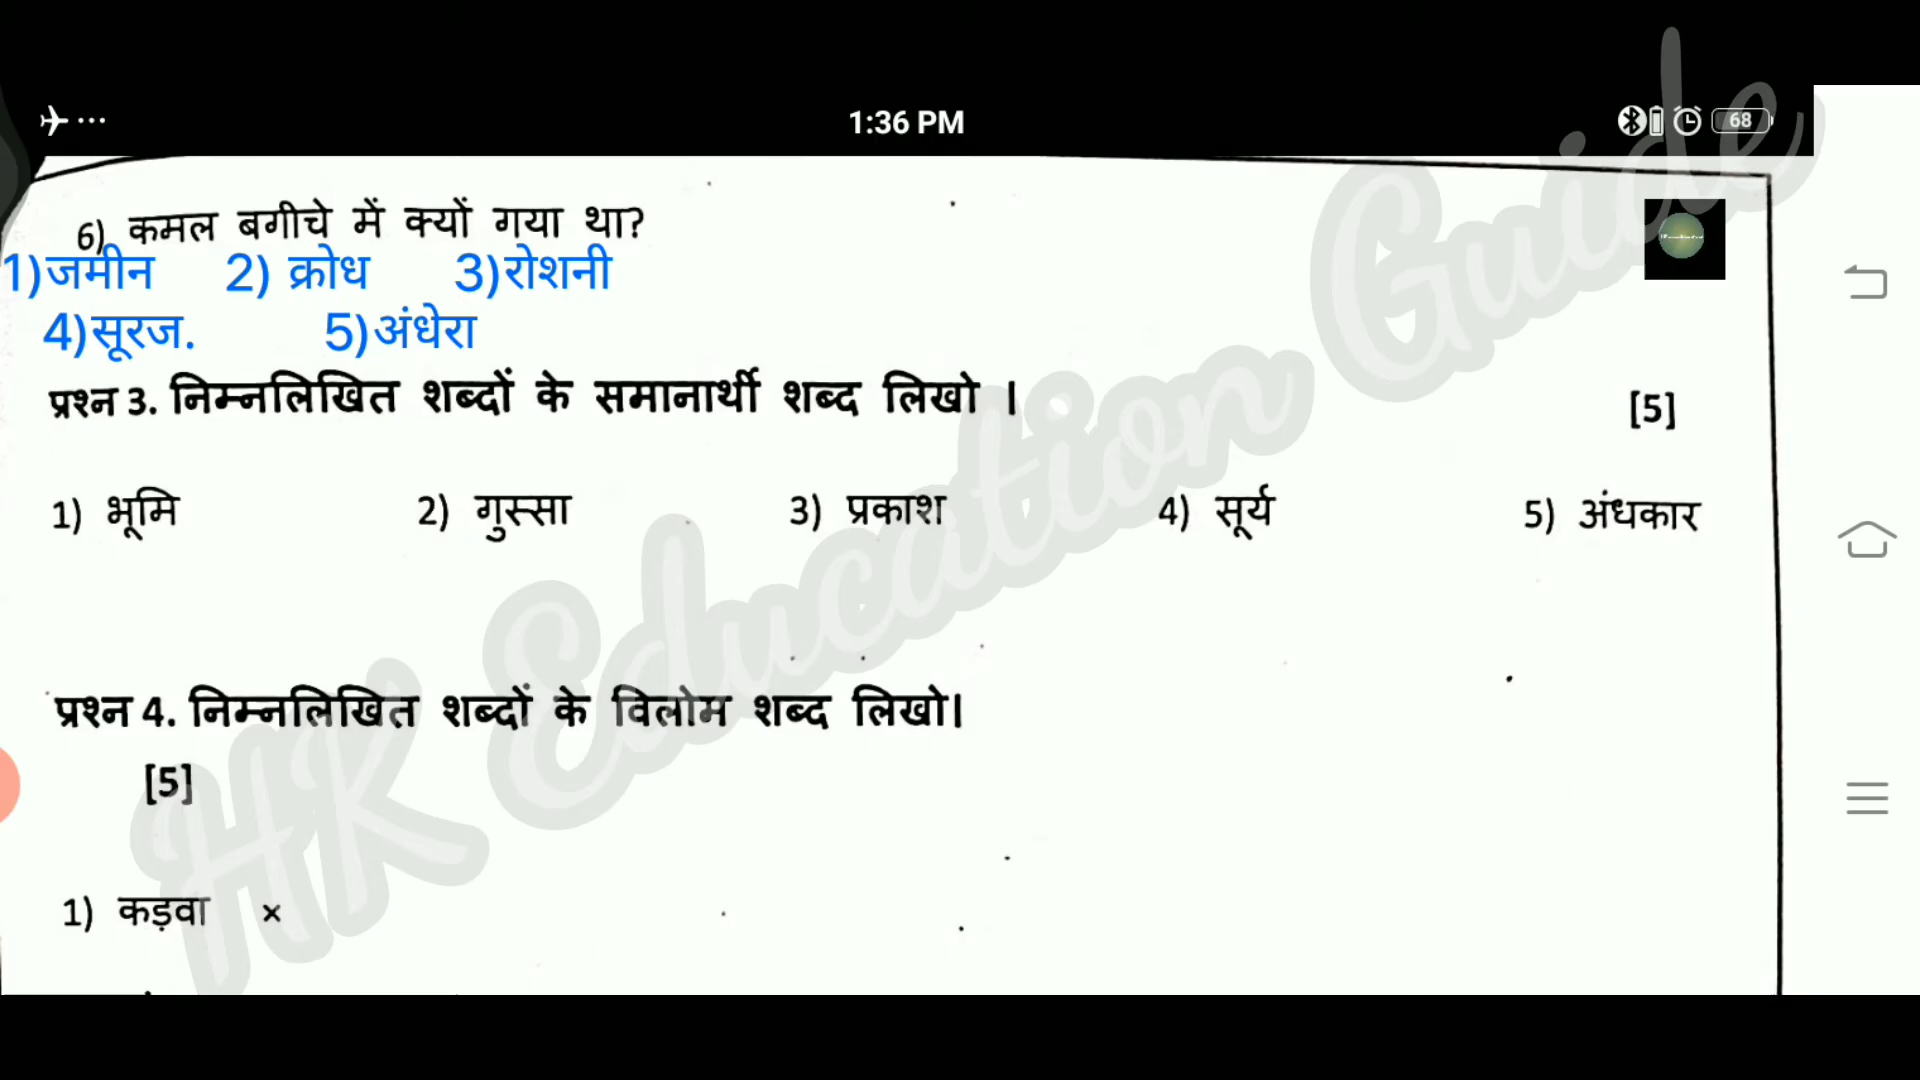 1:36 PM
68
6) कमल बगीचे में क्यों गया था?
1)जमीन 2) क्रोध 3)रोशनी
4)सूरज. 5)अंधेरा
प्रश्न 3. निम्नलिखित शब्दों के समानार्थी शब्द लिखो । [5]
1) भूमि 2) गुस्सा 3) प्रकाश 4) सूर्य 5) अंधकार
प्रश्न 4. निम्नलिखित शब्दों के विलोम शब्द लिखो।
[5]
1) कड़वा ×
HK Education Guide